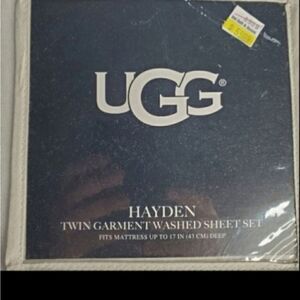 UGG®
HAYDEN
TWIN GARMENT WASHED SHEET SET
FITS MATTRESS UP TO 17 IN (43 CM) DEEP